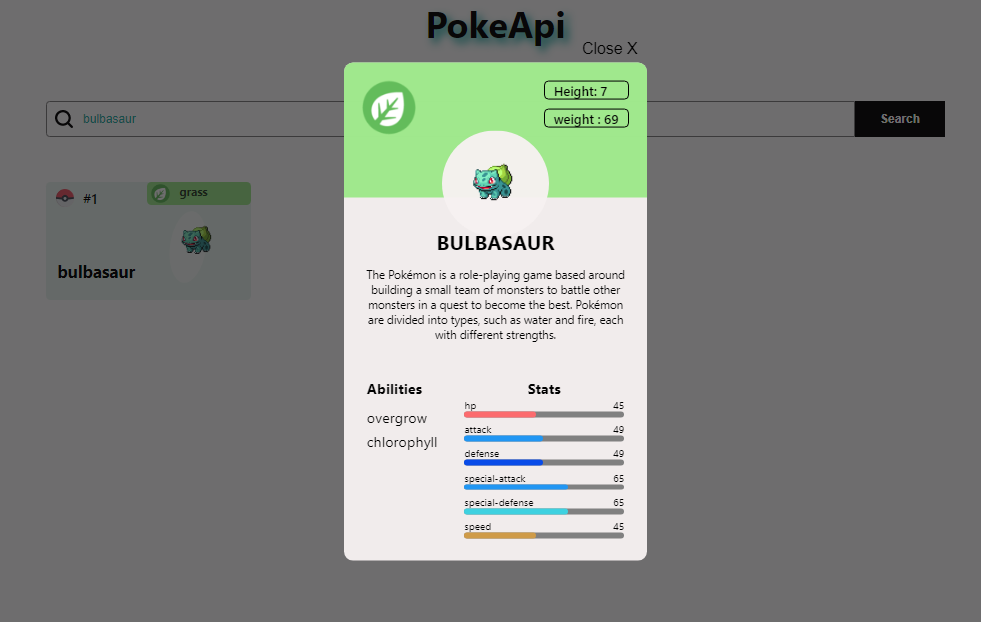 PokeApi
Close X
bulbasaur
Search
#1
grass
bulbasaur
Height: 7
weight : 69
BULBASAUR
The Pokémon is a role-playing game based around
building a small team of monsters to battle other
monsters in a quest to become the best. Pokémon
are divided into types, such as water and fire, each
with different strengths.
Abilities
overgrow
chlorophyll
Stats
hp 45
attack 49
defense 49
special-attack 65
special-defense 65
speed 45